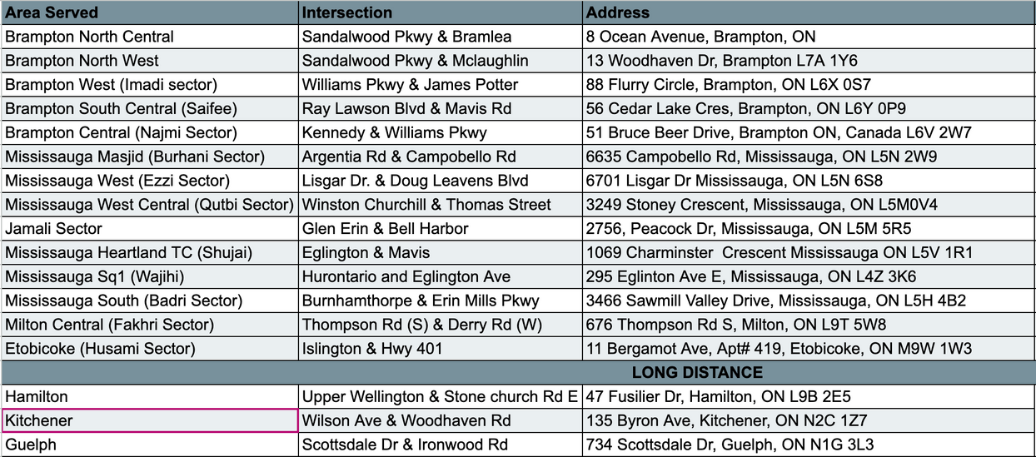 Area Served Intersection Address
Brampton North Central Sandalwood Pkwy & Bramlea 8 Ocean Avenue, Brampton, ON
Brampton North West Sandalwood Pkwy & Mclaughlin 13 Woodhaven Dr, Brampton L7A 1Y6
Brampton West (Imadi sector) Williams Pkwy & James Potter 88 Flurry Circle, Brampton, ON L6X 0S7
Brampton South Central (Saifee) Ray Lawson Blvd & Mavis Rd 56 Cedar Lake Cres, Brampton, ON L6Y 0P9
Brampton Central (Najmi Sector) Kennedy & Williams Pkwy 51 Bruce Beer Drive, Brampton ON, Canada L6V 2W7
Mississauga Masjid (Burhani Sector) Argentia Rd & Campobello Rd 6635 Campobello Rd, Mississauga, ON L5N 2W9
Mississauga West (Ezzi Sector) Lisgar Dr. & Doug Leavens Blvd 6701 Lisgar Dr Mississauga, ON L5N 6S8
Mississauga West Central (Qutbi Sector) Winston Churchill & Thomas Street 3249 Stoney Crescent, Mississauga, ON L5M0V4
Jamali Sector Glen Erin & Bell Harbor 2756, Peacock Dr, Mississauga, ON L5M 5R5
Mississauga Heartland TC (Shujai) Eglington & Mavis 1069 Charminster  Crescent Mississauga ON L5V 1R1
Mississauga Sq1 (Wajihi) Hurontario and Eglington Ave 295 Eglinton Ave E, Mississauga, ON L4Z 3K6
Mississauga South (Badri Sector) Burnhamthorpe & Erin Mills Pkwy 3466 Sawmill Valley Drive, Mississauga, ON L5H 4B2
Milton Central (Fakhri Sector) Thompson Rd (S) & Derry Rd (W) 676 Thompson Rd S, Milton, ON L9T 5W8
Etobicoke (Husami Sector) Islington & Hwy 401 11 Bergamot Ave, Apt# 419, Etobicoke, ON M9W 1W3
LONG DISTANCE
Hamilton Upper Wellington & Stone church Rd E 47 Fusilier Dr, Hamilton, ON L9B 2E5
Kitchener Wilson Ave & Woodhaven Rd 135 Byron Ave, Kitchener, ON N2C 1Z7
Guelph Scottsdale Dr & Ironwood Rd 734 Scottsdale Dr, Guelph, ON N1G 3L3